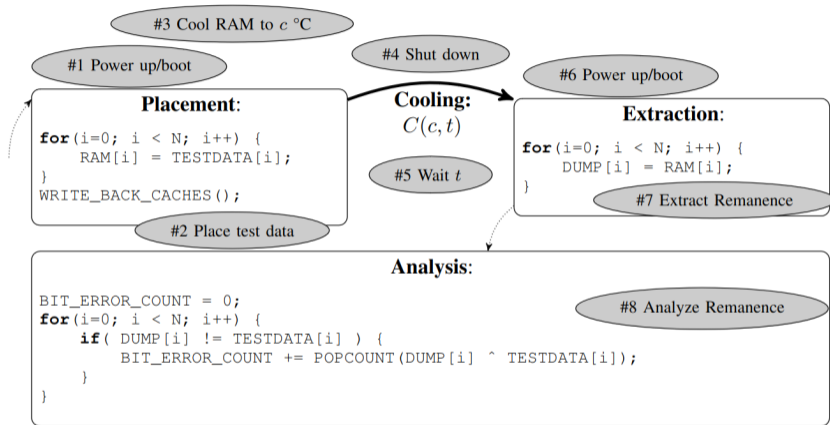 #3 Cool RAM to c °C
#1 Power up/boot
#4 Shut down
#6 Power up/boot
Placement:
for(i=0; i < N; i++) {
RAM[i] = TESTDATA[i];
}
WRITE_BACK_CACHES();
#2 Place test data
Cooling:
C(c, t)
#5 Wait t
Extraction:
for(i=0; i < N; i++) {
DUMP[i] = RAM[i];
}
#7 Extract Remanence
Analysis:
BIT_ERROR_COUNT = 0;
for(i=0; i < N; i++) {
if( DUMP[i] != TESTDATA[i] ) {
BIT_ERROR_COUNT += POPCOUNT(DUMP[i] ^ TESTDATA[i]);
}
}
#8 Analyze Remanence